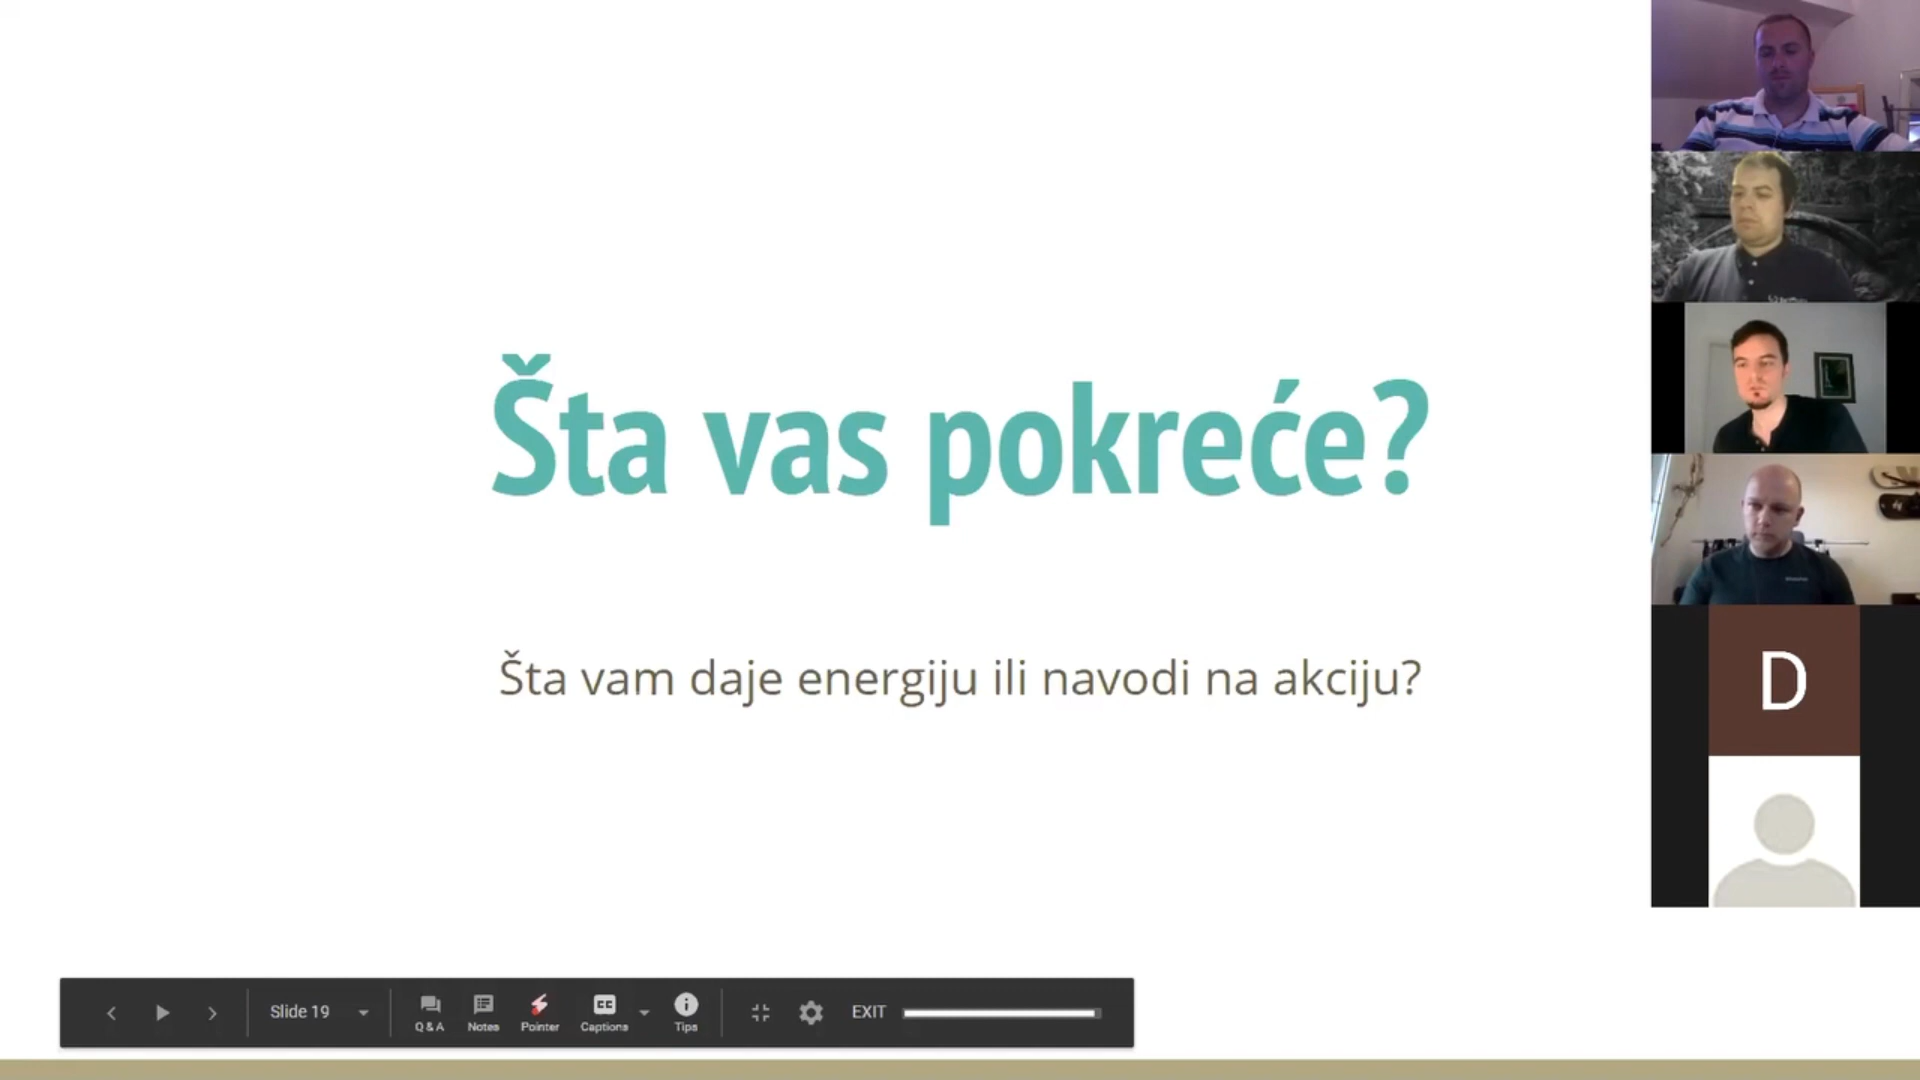 Šta vas pokreće?
Šta vam daje energiju ili navodi na akciju?
D
Slide 19
Q & A
Notes
Pointer
Captions
Tips
EXIT